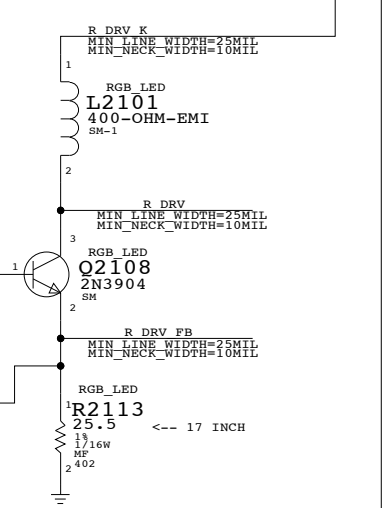 R_DRV_K
MIN_LINE_WIDTH=25MIL
MIN_NECK_WIDTH=10MIL
1
RGB_LED
L2101
400-OHM-EMI
SM-1
2
R_DRV
MIN_LINE_WIDTH=25MIL
MIN_NECK_WIDTH=10MIL
3
RGB_LED
1
Q2108
2N3904
SM
2
R_DRV_FB
MIN_LINE_WIDTH=25MIL
MIN_NECK_WIDTH=10MIL
RGB_LED
1
R2113
25.5 <-- 17 INCH
1%
1/16W
MF
2 402